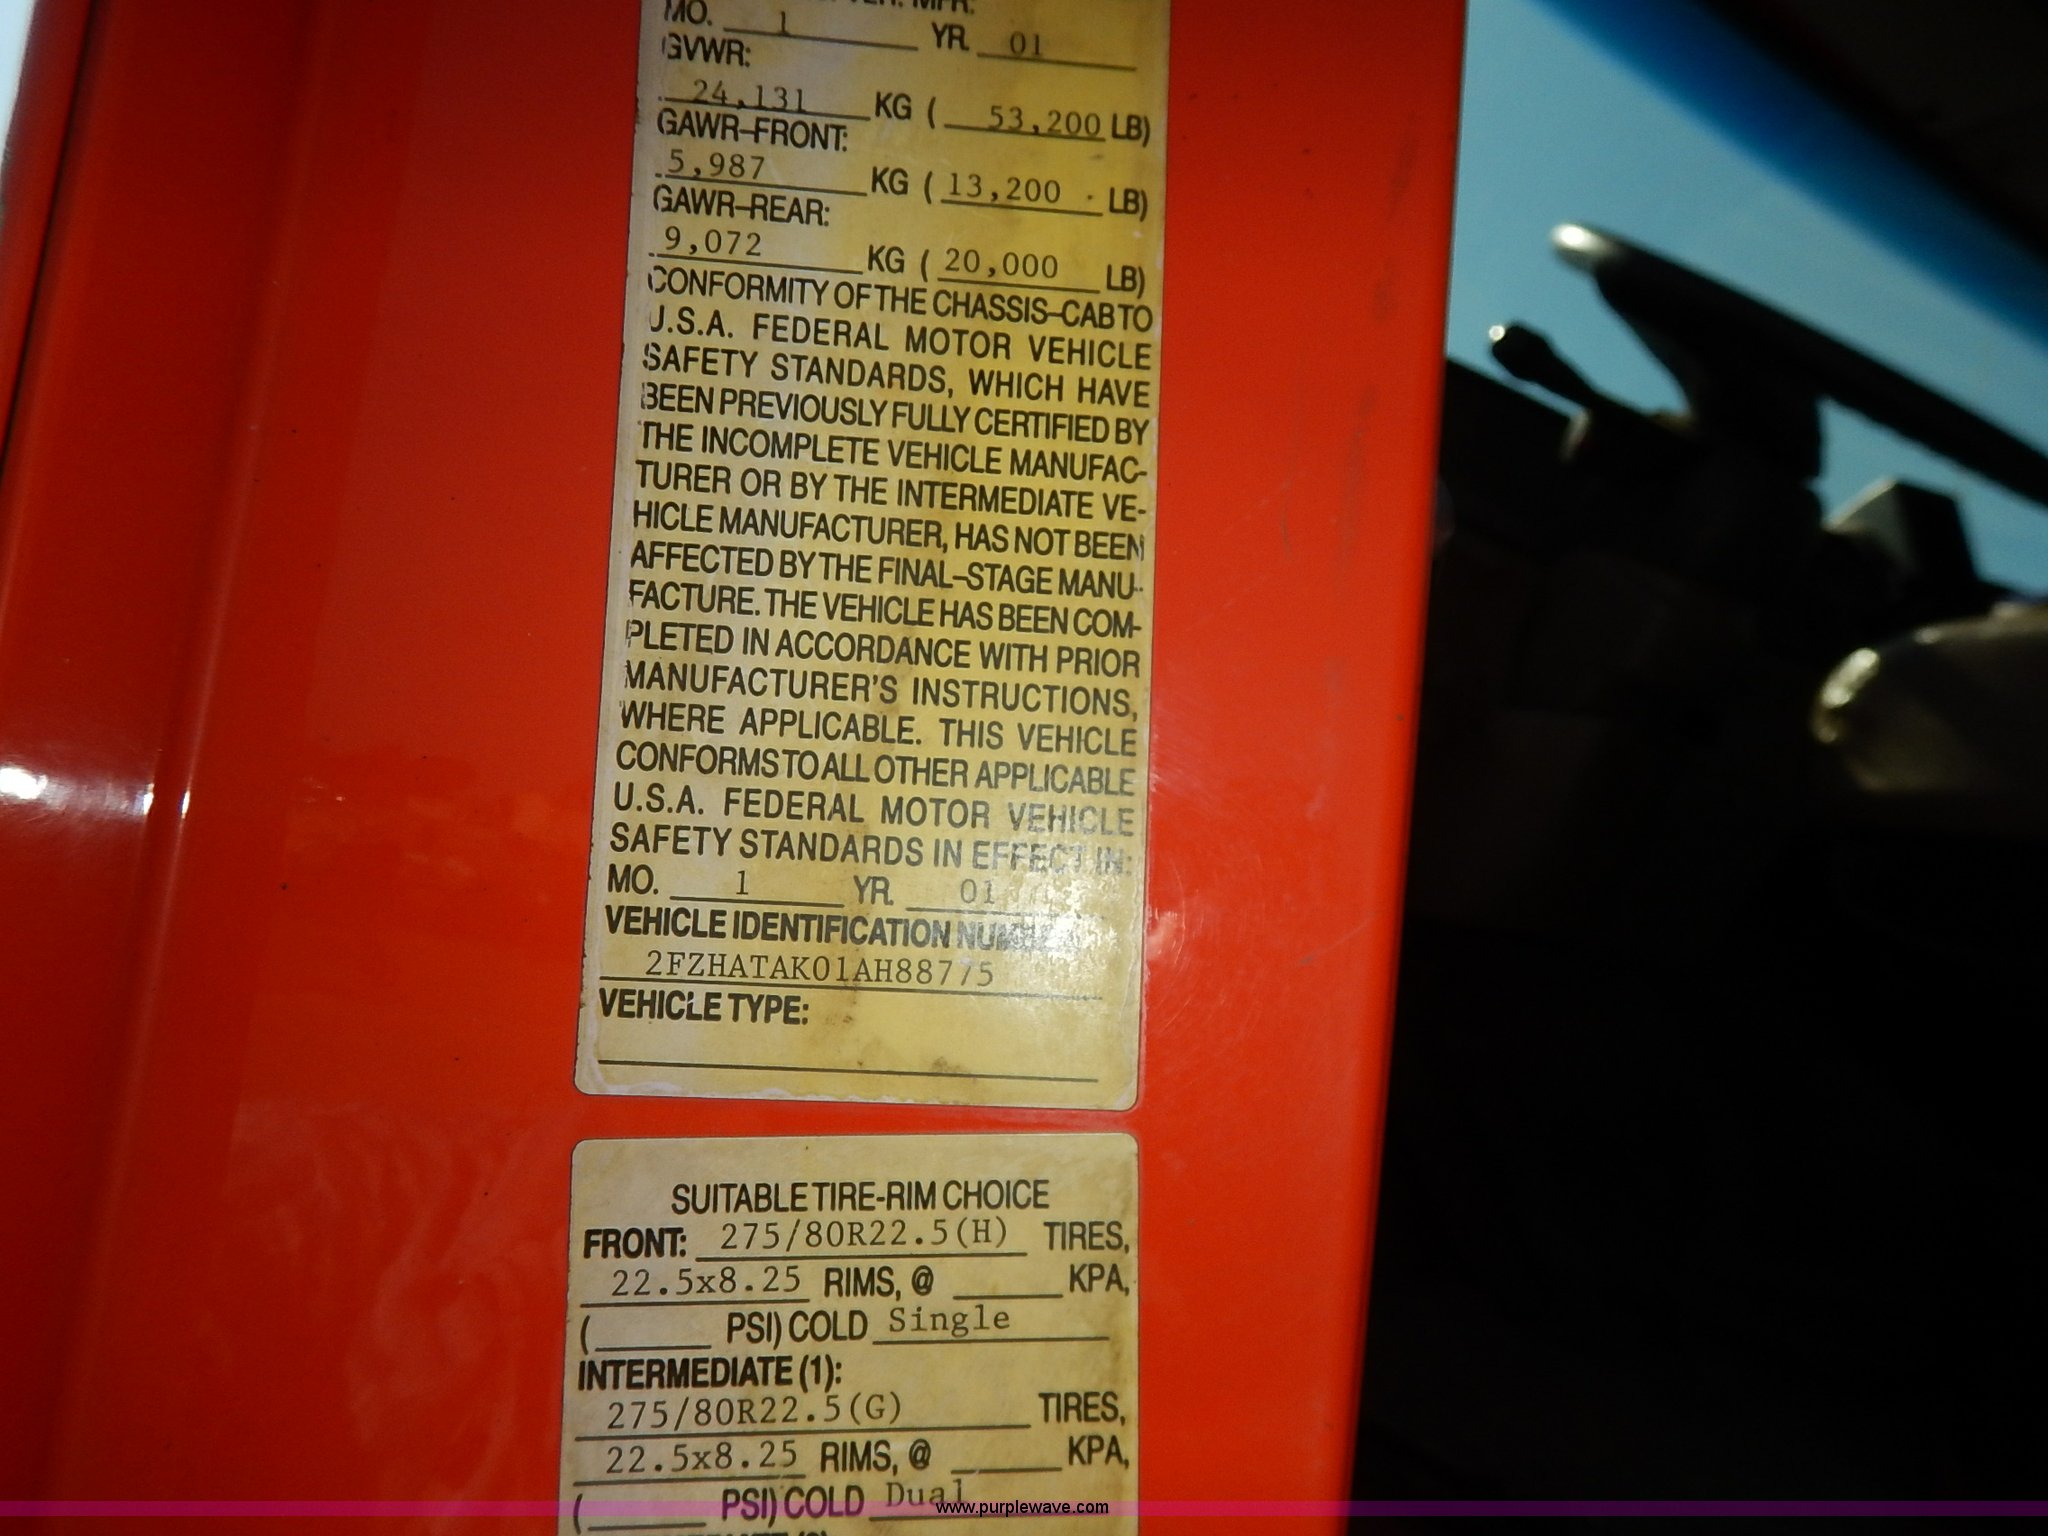 MFR:
MO. 1 YR. 01
GVWR:
24,131 KG ( 53,200 LB)
GAWR-FRONT:
5,987 KG ( 13,200 LB)
GAWR-REAR:
9,072 KG ( 20,000 LB)
CONFORMITY OF THE CHASSIS-CAB TO
U.S.A. FEDERAL MOTOR VEHICLE
SAFETY STANDARDS, WHICH HAVE
BEEN PREVIOUSLY FULLY CERTIFIED BY
THE INCOMPLETE VEHICLE MANUFAC-
TURER OR BY THE INTERMEDIATE VE-
HICLE MANUFACTURER, HAS NOT BEEN
AFFECTED BY THE FINAL-STAGE MANU-
FACTURE. THE VEHICLE HAS BEEN COM-
PLETED IN ACCORDANCE WITH PRIOR
MANUFACTURER'S INSTRUCTIONS,
WHERE APPLICABLE. THIS VEHICLE
CONFORMS TO ALL OTHER APPLICABLE
U.S.A. FEDERAL MOTOR VEHICLE
SAFETY STANDARDS IN EFFECT IN:
MO. 1 YR. 01
VEHICLE IDENTIFICATION NUMBER
2FZHATAK01AH88775
VEHICLE TYPE:
SUITABLE TIRE-RIM CHOICE
FRONT: 275/80R22.5(H) TIRES,
22.5x8.25 RIMS, @ KPA,
( PSI) COLD Single
INTERMEDIATE (1):
275/80R22.5(G) TIRES,
22.5x8.25 RIMS, @ KPA,
( PSI) COLD Dual
www.purplewave.com